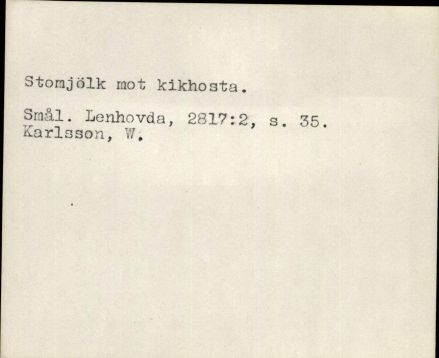 Stomjölk mot kikhosta.
Smål. Lenhovda, 2817:2, s. 35.
Karlsson, W.